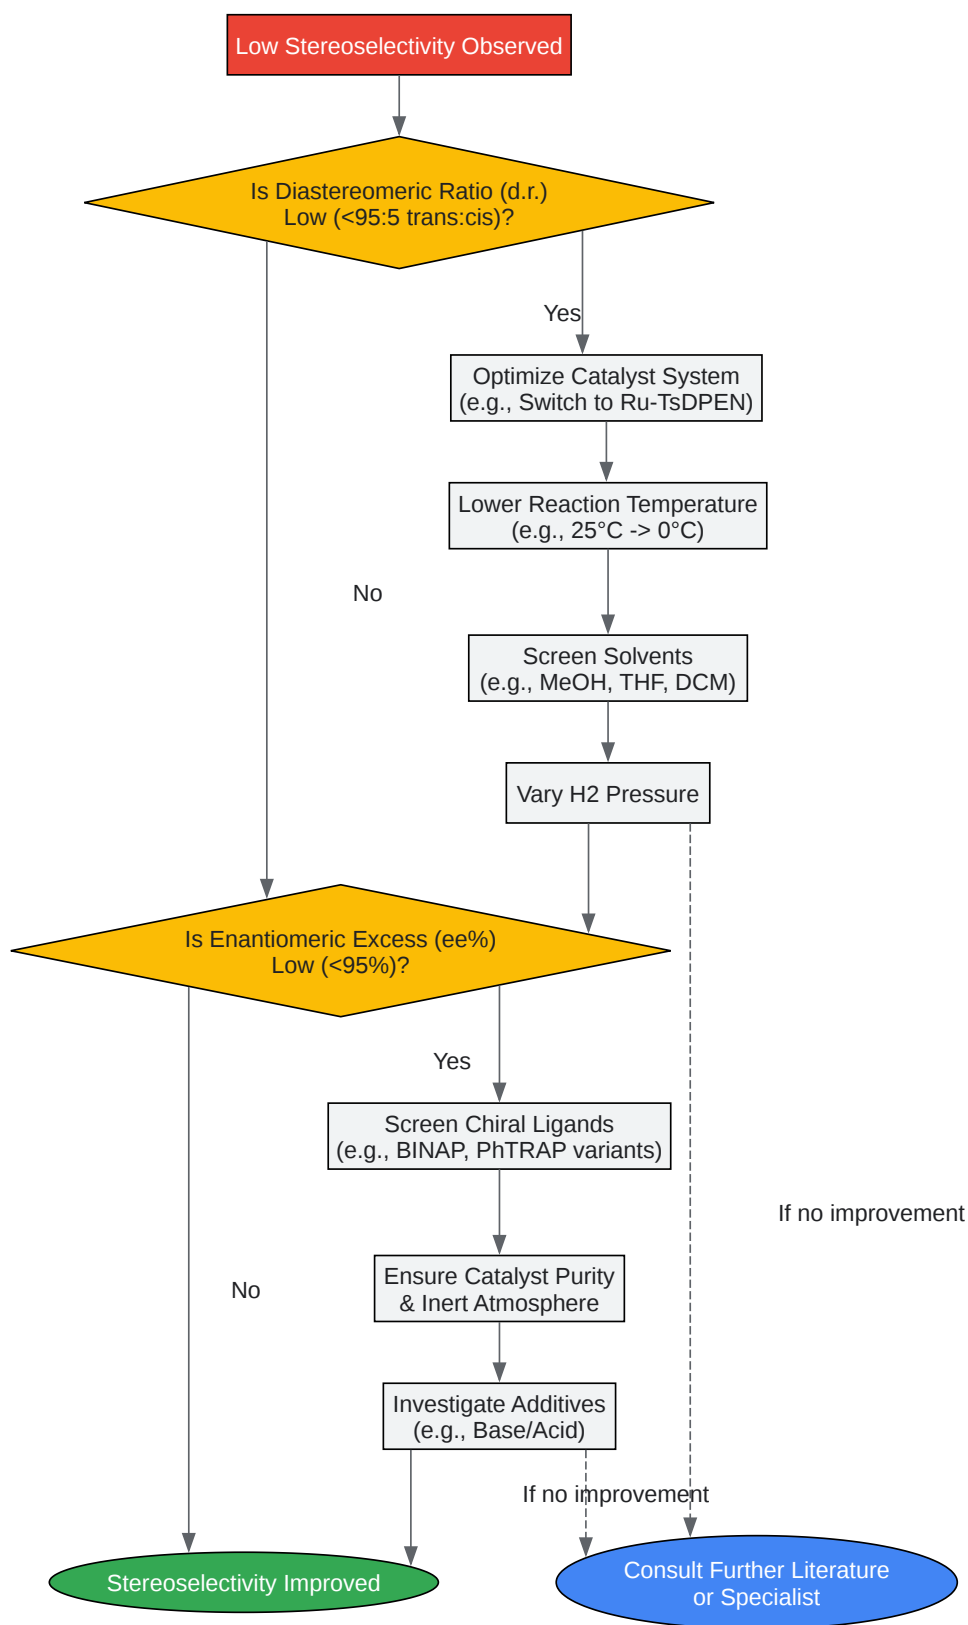 Low Stereoselectivity Observed
Is Diastereomeric Ratio (d.r.)
Low (<95:5 trans:cis)?
Yes
Optimize Catalyst System
(e.g., Switch to Ru-TsDPEN)
Lower Reaction Temperature
(e.g., 25°C -> 0°C)
No
Screen Solvents
(e.g., MeOH, THF, DCM)
Vary H2 Pressure
Is Enantiomeric Excess (ee%)
Low (<95%)?
Yes
Screen Chiral Ligands
(e.g., BINAP, PhTRAP variants)
If no improvement
Ensure Catalyst Purity
& Inert Atmosphere
No
Investigate Additives
(e.g., Base/Acid)
If no improvement
Stereoselectivity Improved
Consult Further Literature
or Specialist